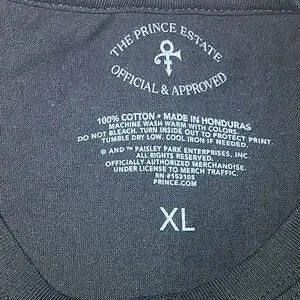 THE PRINCE ESTATE
OFFICIAL & APPROVED
100% COTTON • MADE IN HONDURAS
MACHINE WASH WARM WITH COLORS.
DO NOT BLEACH. TURN INSIDE OUT TO PROTECT PRINT.
TUMBLE DRY LOW. COOL IRON IF NEEDED.
© AND ™ PAISLEY PARK ENTERPRISES, INC.
ALL RIGHTS RESERVED.
OFFICIALLY AUTHORIZED MERCHANDISE.
UNDER LICENSE TO MERCH TRAFFIC.
RN #153105
PRINCE.COM
XL